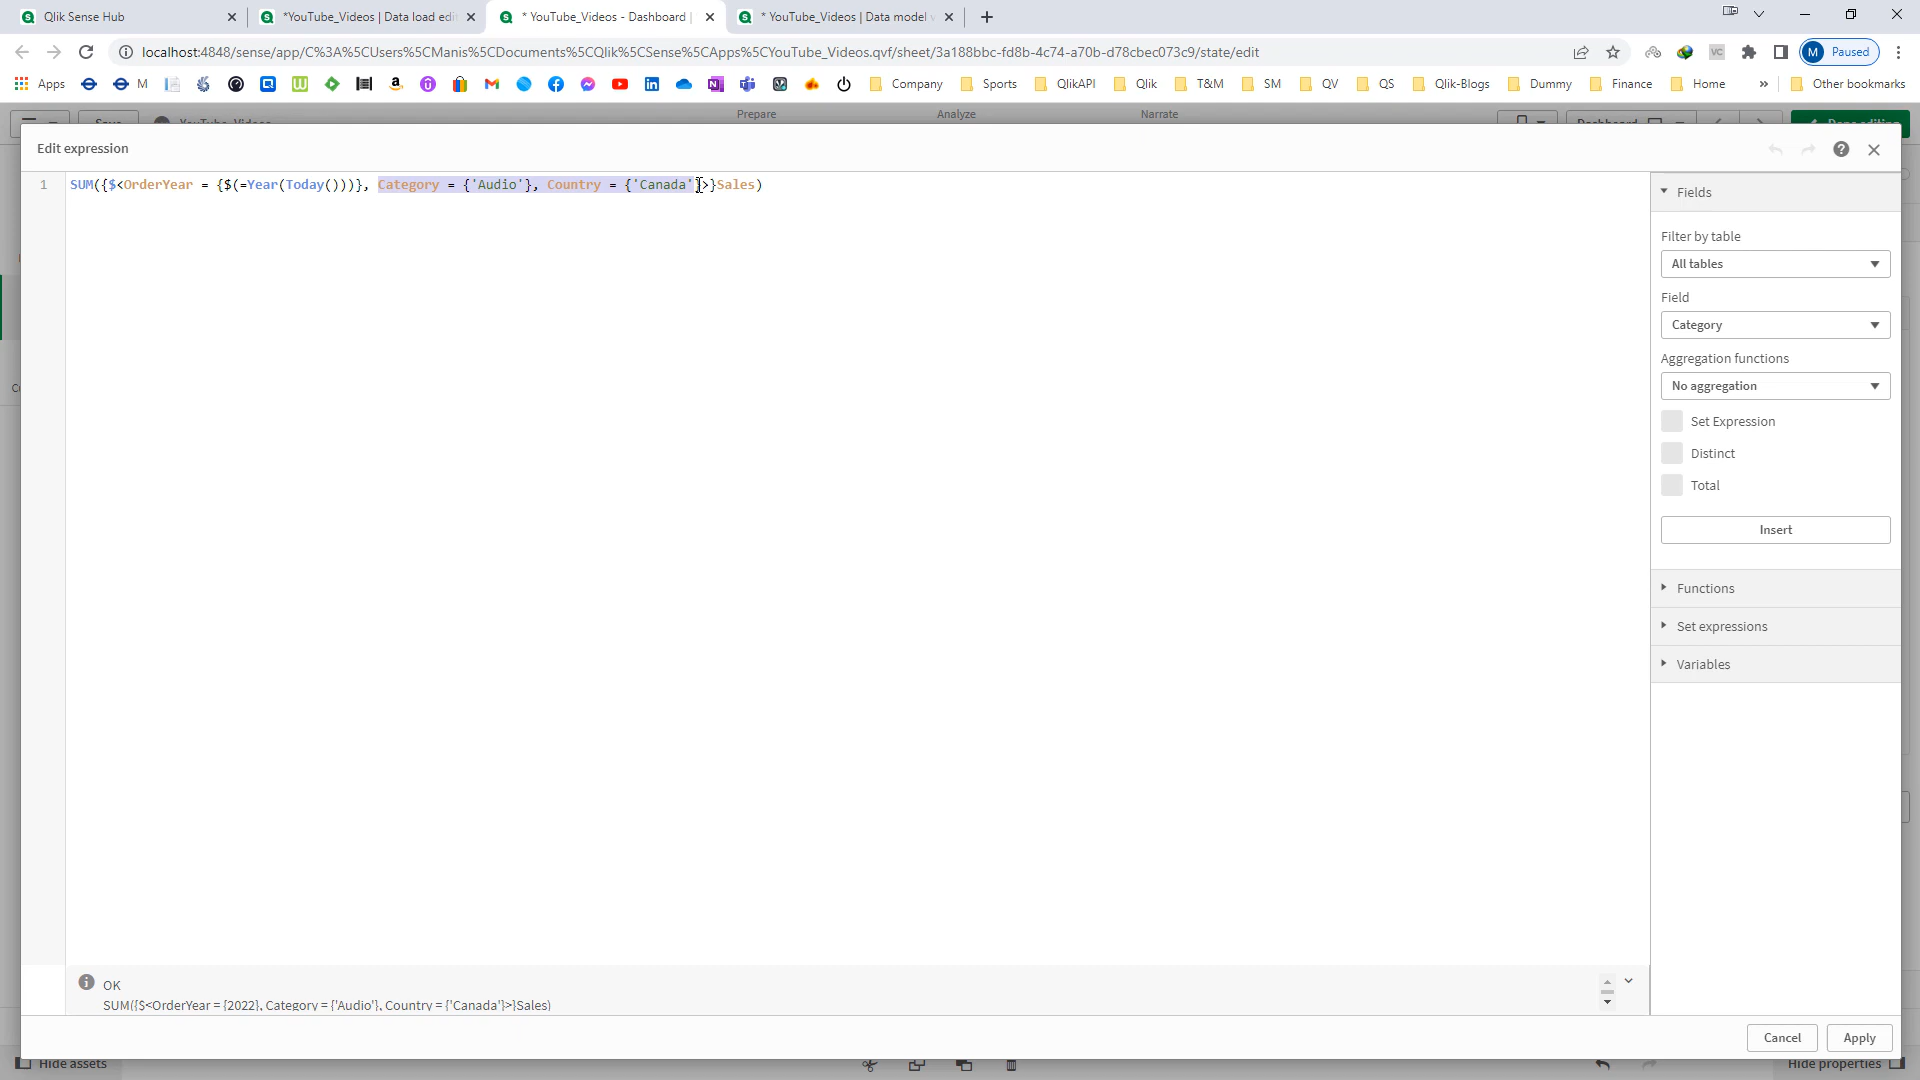 Qlik Sense Hub
*YouTube_Videos | Data load edi
* YouTube_Videos - Dashboard |
* YouTube_Videos | Data model v
localhost:4848/sense/app/C%3A%5CUsers%5CManis%5CDocuments%5CQlik%5CSense%5CApps%5CYouTube_Videos.qvf/sheet/3a188bbc-fd8b-4c74-a70b-d78cbec073c9/state/edit
M Paused
Apps M Company Sports QlikAPI Qlik T&M SM QV QS Qlik-Blogs Dummy Finance Home » Other bookmarks
Prepare Analyze Narrate
Edit expression
1 SUM({$<OrderYear = {$(=Year(Today()))}, Category = {'Audio'}, Country = {'Canada'}>}Sales)
Fields
Filter by table
All tables
Field
Category
Aggregation functions
No aggregation
Set Expression
Distinct
Total
Insert
Functions
Set expressions
Variables
OK
SUM({$<OrderYear = {2022}, Category = {'Audio'}, Country = {'Canada'}>}Sales)
Cancel Apply
Hide assets Hide properties